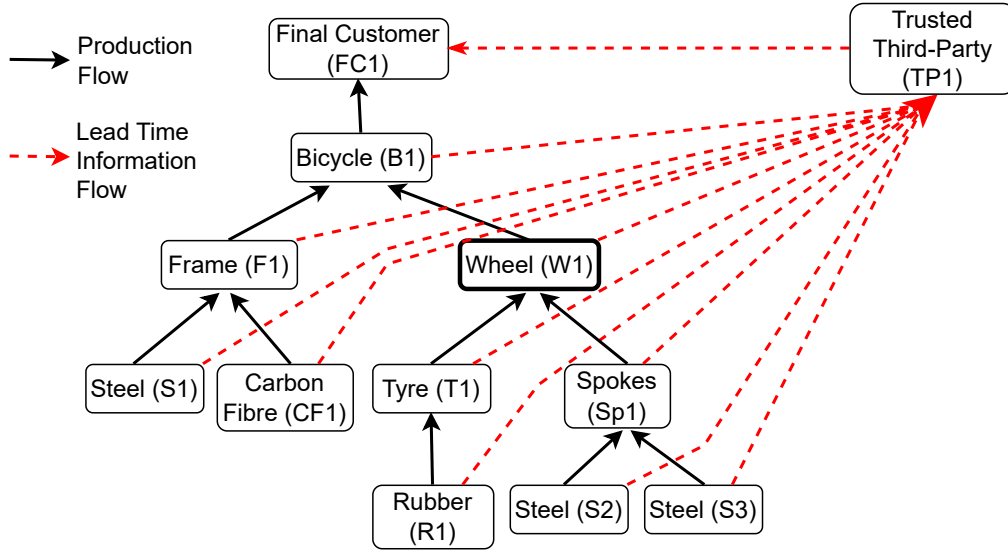 Production
Flow
Lead Time
Information
Flow
Final Customer
(FC1)
Trusted
Third-Party
(TP1)
Bicycle (B1)
Frame (F1)
Wheel (W1)
Steel (S1)
Carbon
Fibre (CF1)
Tyre (T1)
Spokes
(Sp1)
Rubber
(R1)
Steel (S2)
Steel (S3)